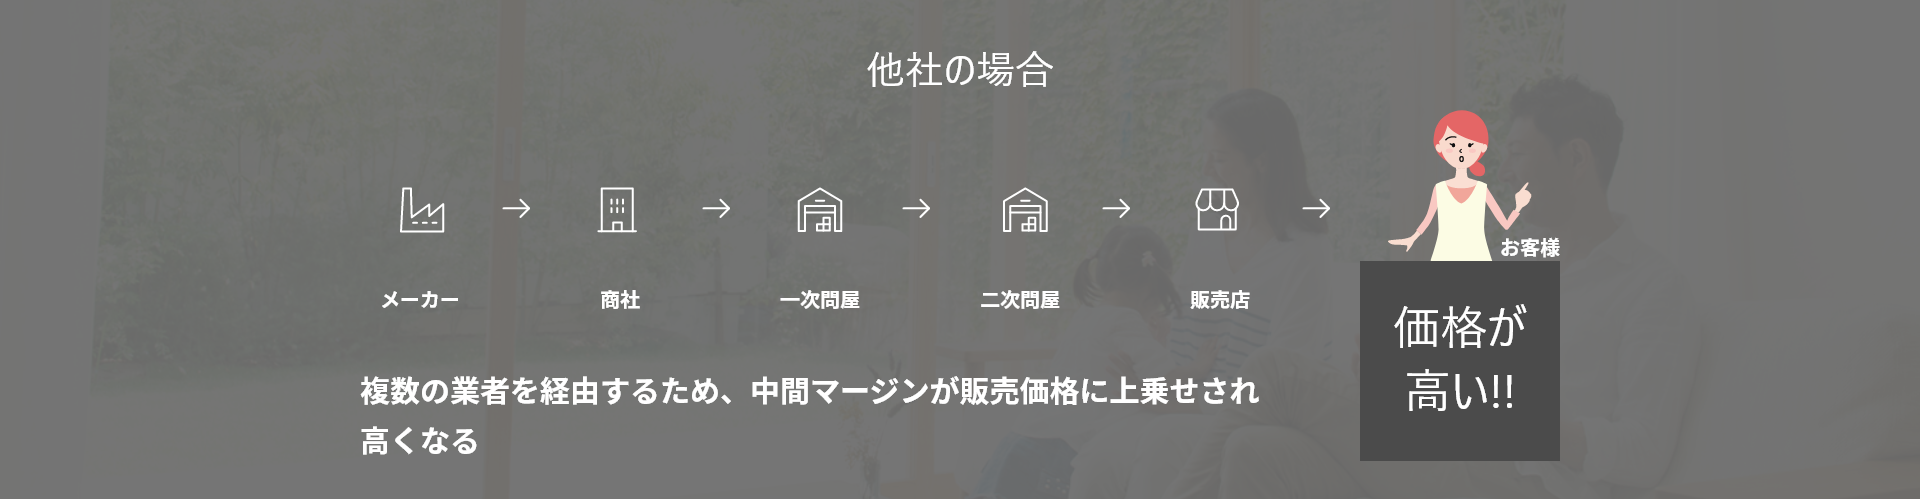 他社の場合
お客様
メーカー
商社
一次問屋
二次問屋
販売店
価格が
高い!!
複数の業者を経由するため、中間マージンが販売価格に上乗せされ
高くなる